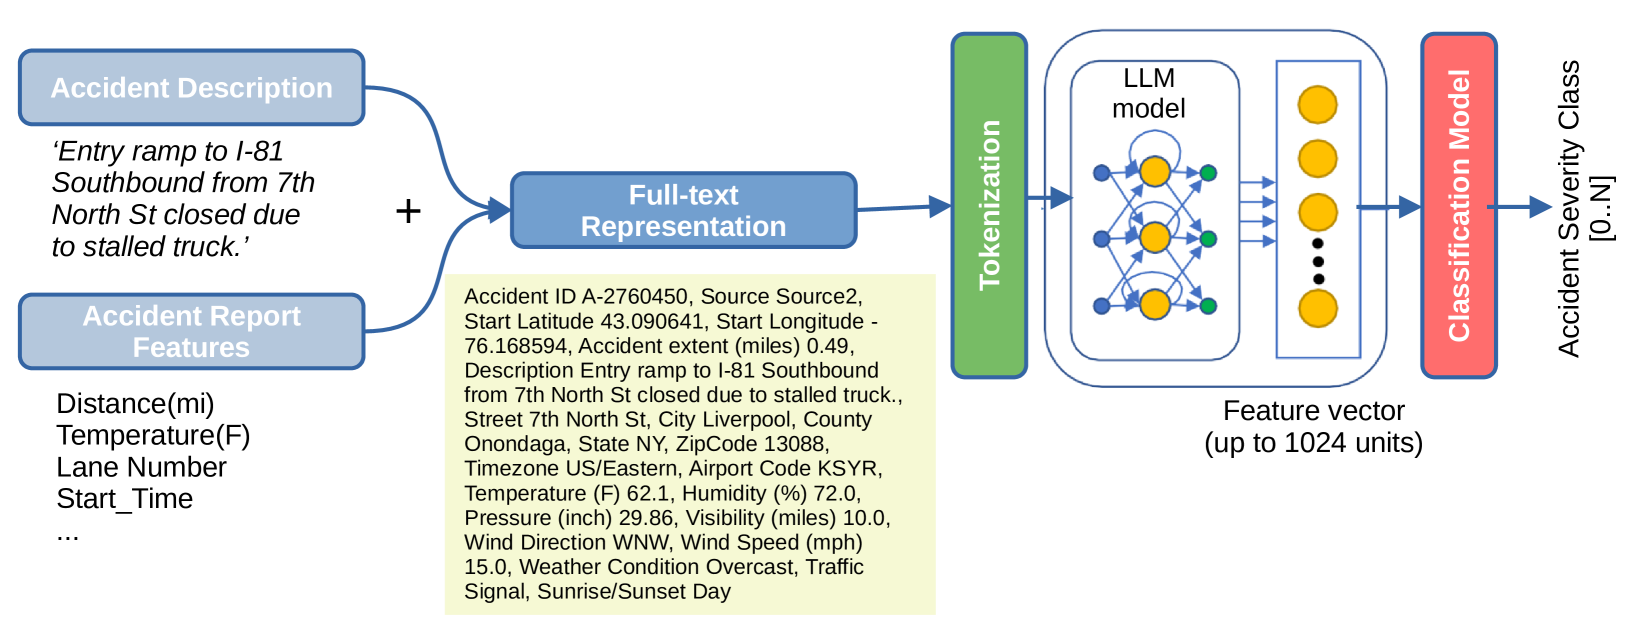 Accident Description
‘Entry ramp to I-81
Southbound from 7th
North St closed due
to stalled truck.’
+
Accident Report
Features
Distance(mi)
Temperature(F)
Lane Number
Start_Time
...
Full-text
Representation
Accident ID A-2760450, Source Source2,
Start Latitude 43.090641, Start Longitude -
76.168594, Accident extent (miles) 0.49,
Description Entry ramp to I-81 Southbound
from 7th North St closed due to stalled truck.,
Street 7th North St, City Liverpool, County
Onondaga, State NY, ZipCode 13088,
Timezone US/Eastern, Airport Code KSYR,
Temperature (F) 62.1, Humidity (%) 72.0,
Pressure (inch) 29.86, Visibility (miles) 10.0,
Wind Direction WNW, Wind Speed (mph)
15.0, Weather Condition Overcast, Traffic
Signal, Sunrise/Sunset Day
Tokenization
LLM
model
Feature vector
(up to 1024 units)
Classification Model
Accident Severity Class
[0..N]